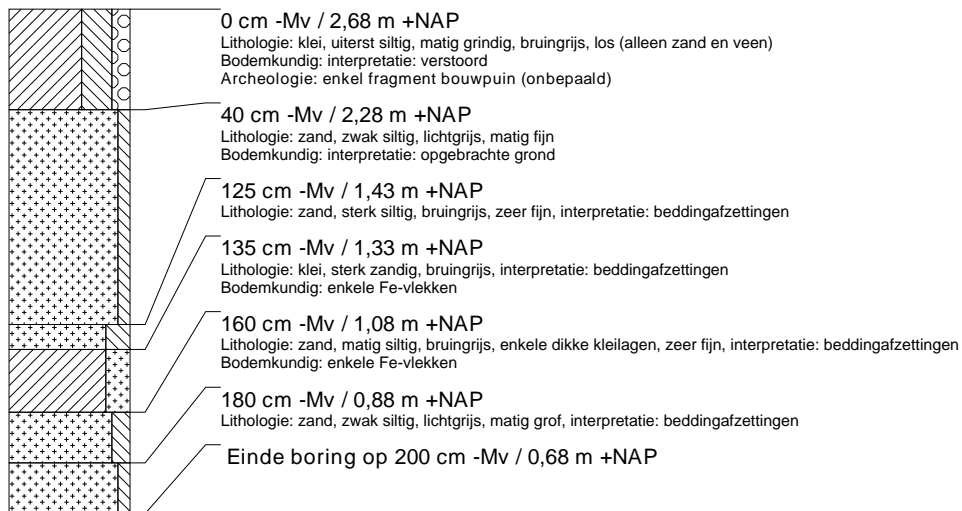 0 cm -Mv / 2,68 m +NAP
Lithologie: klei, uiterst siltig, matig grindig, bruingrijs, los (alleen zand en veen)
Bodemkundig: interpretatie: verstoord
Archeologie: enkel fragment bouwpuin (onbepaald)
40 cm -Mv / 2,28 m +NAP
Lithologie: zand, zwak siltig, lichtgrijs, matig fijn
Bodemkundig: interpretatie: opgebrachte grond
125 cm -Mv / 1,43 m +NAP
Lithologie: zand, sterk siltig, bruingrijs, zeer fijn, interpretatie: beddingafzettingen
135 cm -Mv / 1,33 m +NAP
Lithologie: klei, sterk zandig, bruingrijs, interpretatie: beddingafzettingen
Bodemkundig: enkele Fe-vlekken
160 cm -Mv / 1,08 m +NAP
Lithologie: zand, matig siltig, bruingrijs, enkele dikke kleilagen, zeer fijn, interpretatie: beddingafzettingen
Bodemkundig: enkele Fe-vlekken
180 cm -Mv / 0,88 m +NAP
Lithologie: zand, zwak siltig, lichtgrijs, matig grof, interpretatie: beddingafzettingen
Einde boring op 200 cm -Mv / 0,68 m +NAP